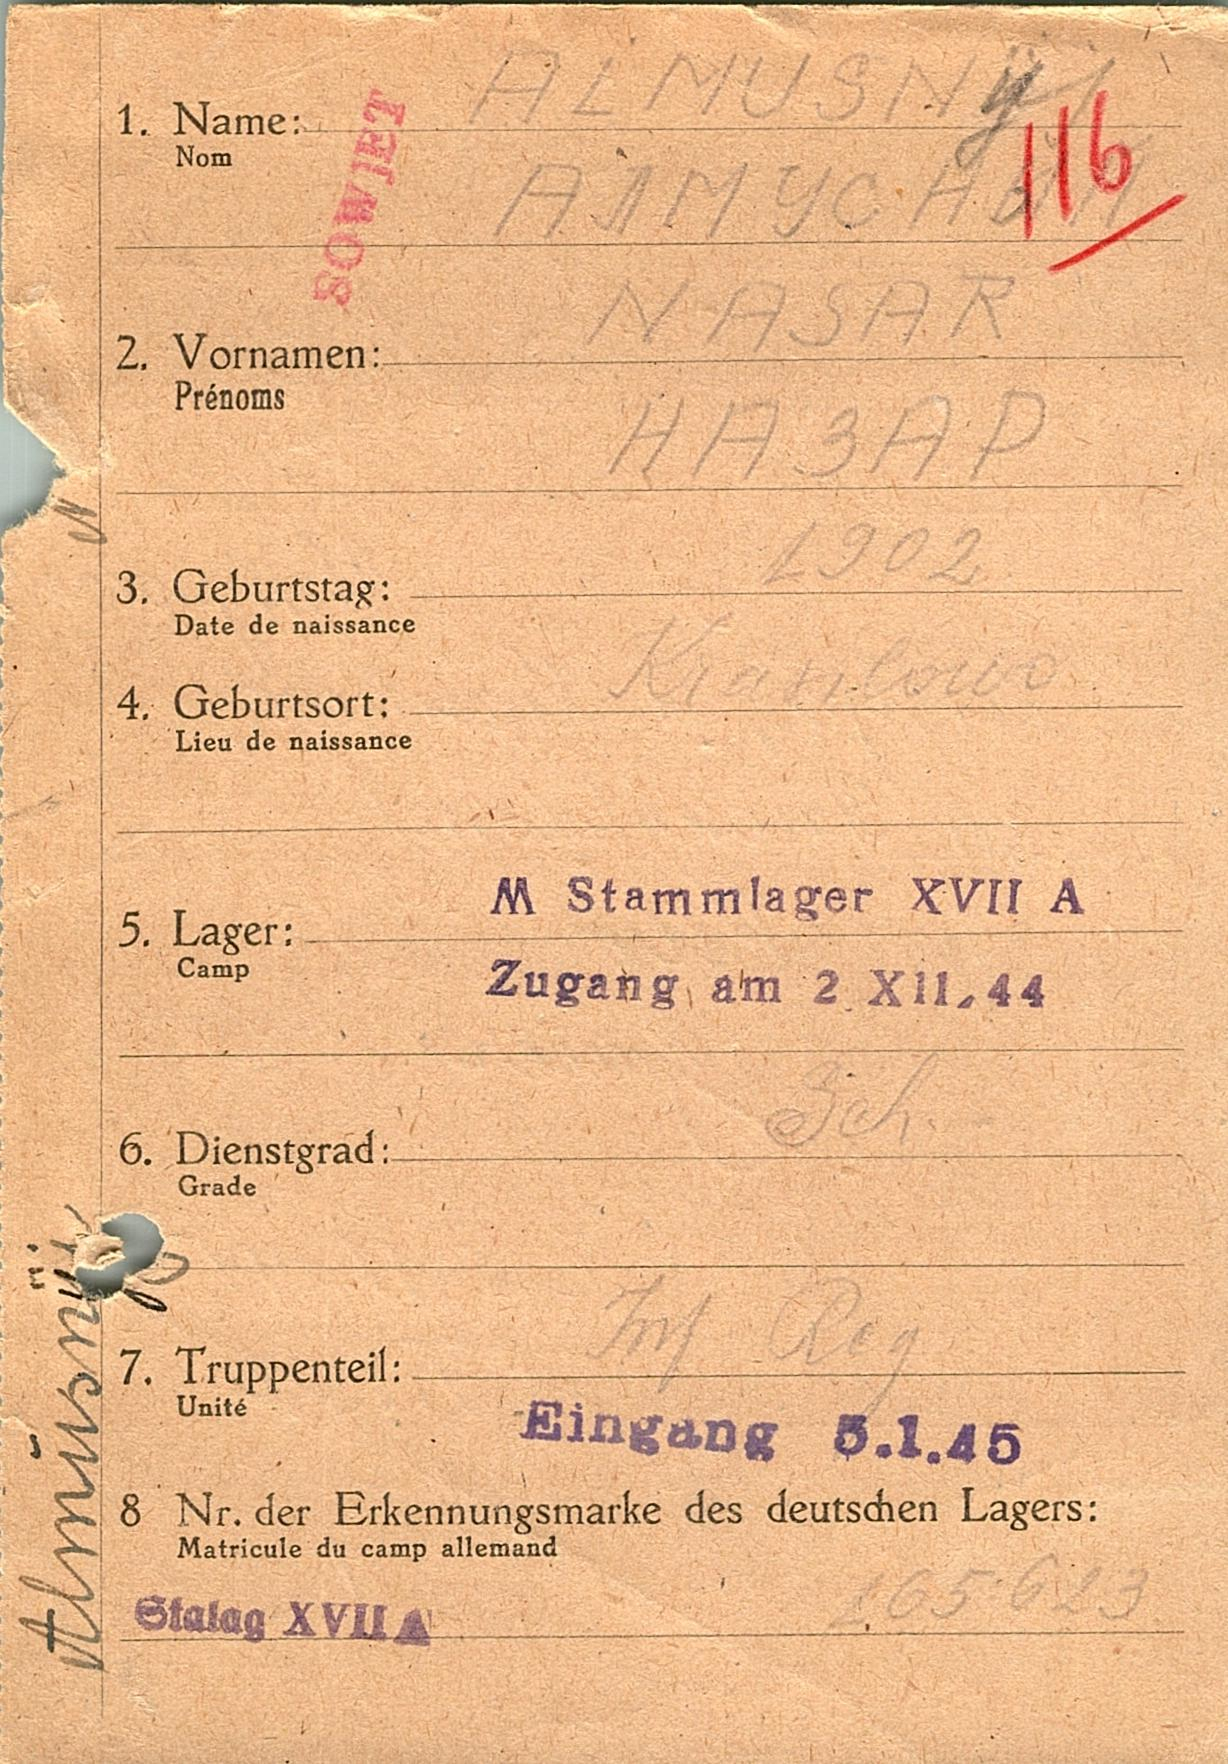 SOWJET
1. Name: ALMUSNÿ
Nom
116
АЛМУСНЫЙ
2. Vornamen: NASAR
Prénoms
НАЗАР
3. Geburtstag: 1902
Date de naissance
4. Geburtsort:
Lieu de naissance
M Stammlager XVII A
5. Lager:
Camp
Zugang am 2 XII. 44
6. Dienstgrad: Sch.
Grade
7. Truppenteil: Inf Reg
Unité
Eingang 5.1.45
8 Nr. der Erkennungsmarke des deutschen Lagers:
Matricule du camp allemand
Stalag XVII A 165623
Almusnÿ
N